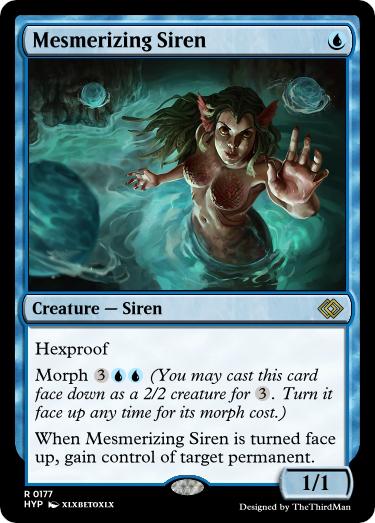 Mesmerizing Siren
Creature — Siren
Hexproof
Morph 3 (You may cast this card
face down as a 2/2 creature for 3. Turn it
face up any time for its morph cost.)
When Mesmerizing Siren is turned face
up, gain control of target permanent.
1/1
R 0177
HYP XLXBETOXLX
Designed by TheThirdMan